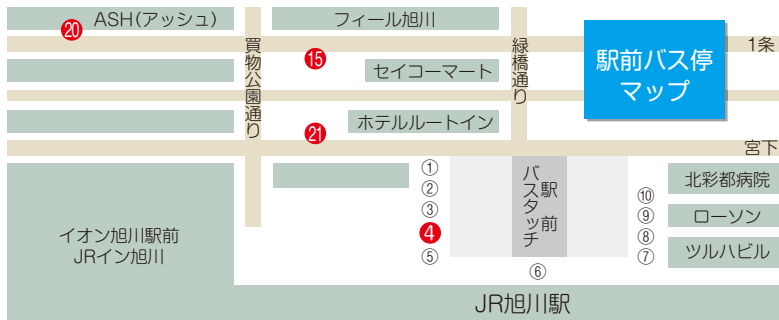 ASH(アッシュ)
フィール旭川
⓴
買物公園通り
緑橋通り
駅前バス停
マップ
1条
⓯
セイコーマート
ホテルルートイン
㉑
宮下
①
②
③
4
⑤
駅前
バスタッチ
⑥
⑩
⑨
⑧
⑦
北彩都病院
ローソン
ツルハビル
イオン旭川駅前
JRイン旭川
JR旭川駅